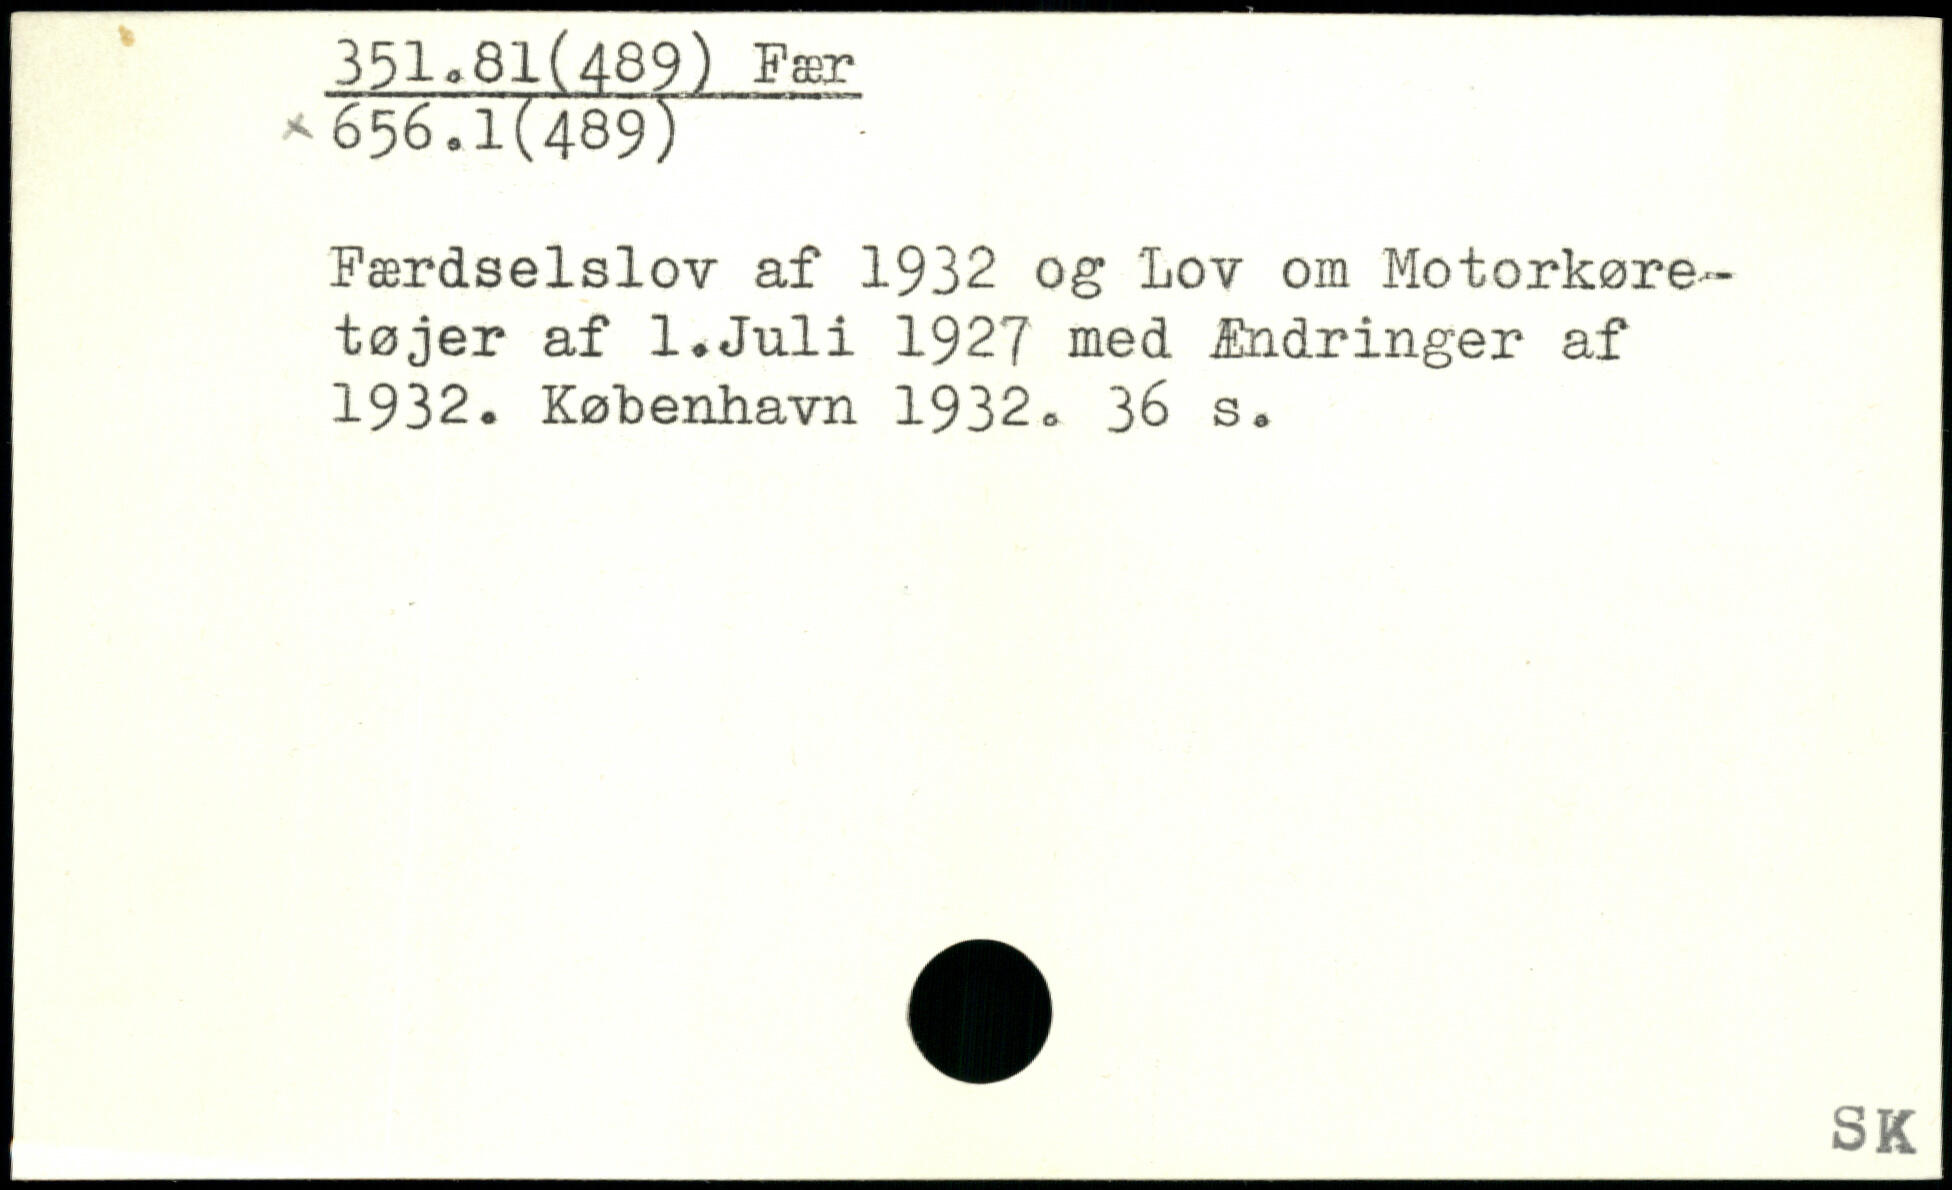 351.81(489) Fær
× 656.1(489)
Færdselslov af 1932 og Lov om Motorkøre-
tøjer af 1.Juli 1927 med Ændringer af
1932. København 1932. 36 s.
SK